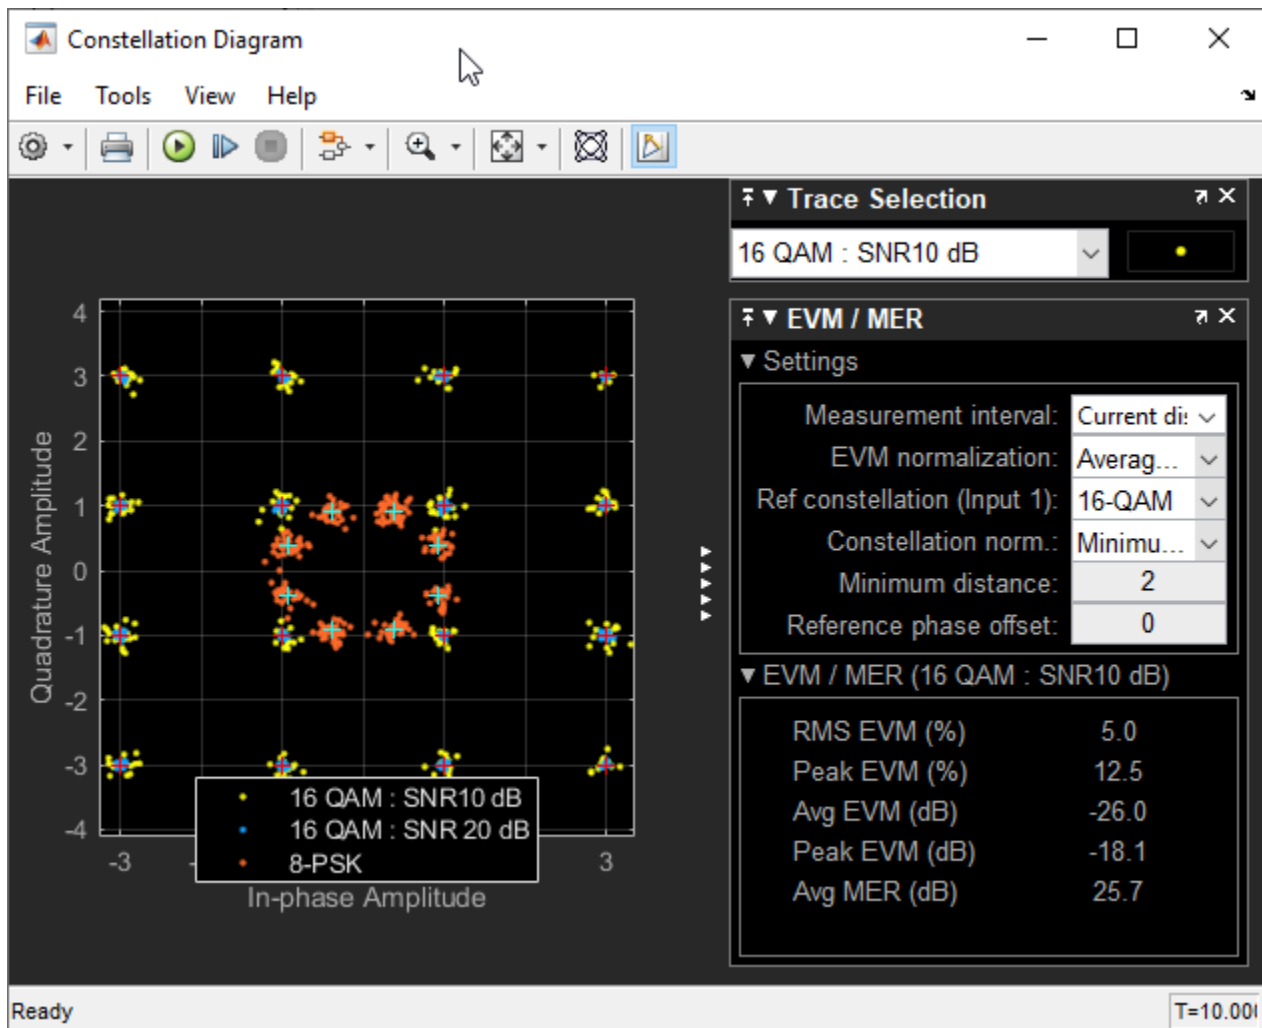 Constellation Diagram
File Tools View Help
Trace Selection
16 QAM : SNR10 dB
EVM / MER
Settings
Measurement interval: Current di
EVM normalization: Averag...
Ref constellation (Input 1): 16-QAM
Constellation norm.: Minimu...
Minimum distance: 2
Reference phase offset: 0
EVM / MER (16 QAM : SNR10 dB)
RMS EVM (%) 5.0
Peak EVM (%) 12.5
Avg EVM (dB) -26.0
Peak EVM (dB) -18.1
Avg MER (dB) 25.7
4
3
2
1
0
-1
-2
-3
-4
Quadrature Amplitude
16 QAM : SNR10 dB
16 QAM : SNR 20 dB
8-PSK
-3 3
In-phase Amplitude
Ready T=10.00